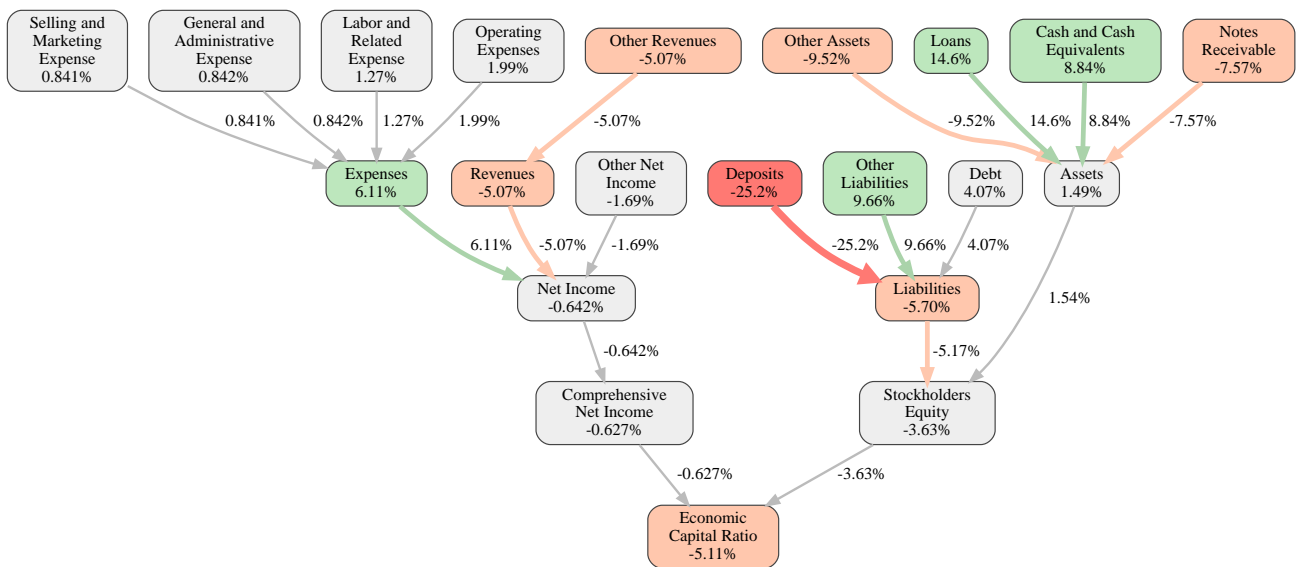 Selling and
Marketing
Expense
0.841%
General and
Administrative
Expense
0.842%
Labor and
Related
Expense
1.27%
Operating
Expenses
1.99%
Other Revenues
-5.07%
Other Assets
-9.52%
Loans
14.6%
Cash and Cash
Equivalents
8.84%
Notes
Receivable
-7.57%
0.841%
0.842%
1.27%
1.99%
-5.07%
-9.52%
14.6%
8.84%
-7.57%
Expenses
6.11%
Revenues
-5.07%
Other Net
Income
-1.69%
Deposits
-25.2%
Other
Liabilities
9.66%
Debt
4.07%
Assets
1.49%
6.11%
-5.07%
-1.69%
-25.2%
9.66%
4.07%
1.54%
Net Income
-0.642%
Liabilities
-5.70%
-0.642%
-5.17%
Comprehensive
Net Income
-0.627%
Stockholders
Equity
-3.63%
-0.627%
-3.63%
Economic
Capital Ratio
-5.11%